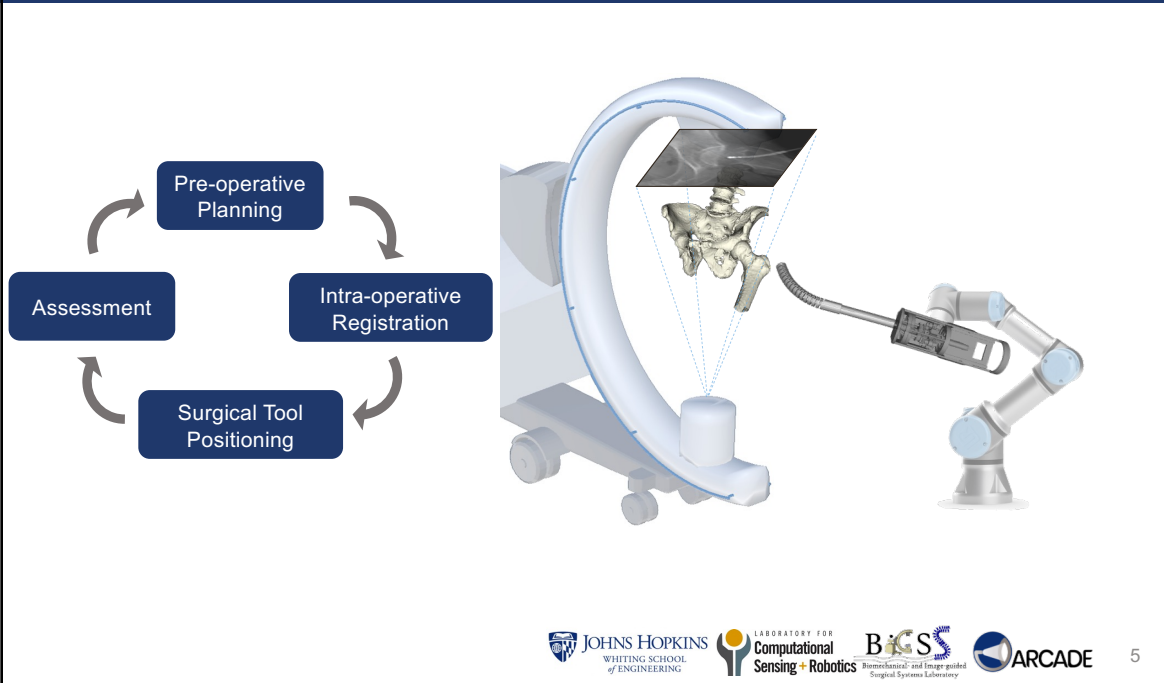 Pre-operative
Planning
Intra-operative
Registration
Assessment
Surgical Tool
Positioning
JOHNS HOPKINS
WHITING SCHOOL
of ENGINEERING
LABORATORY FOR
Computational
Sensing + Robotics
BiGSS
Biomechanical- and Image-guided
Surgical Systems Laboratory
ARCADE
5